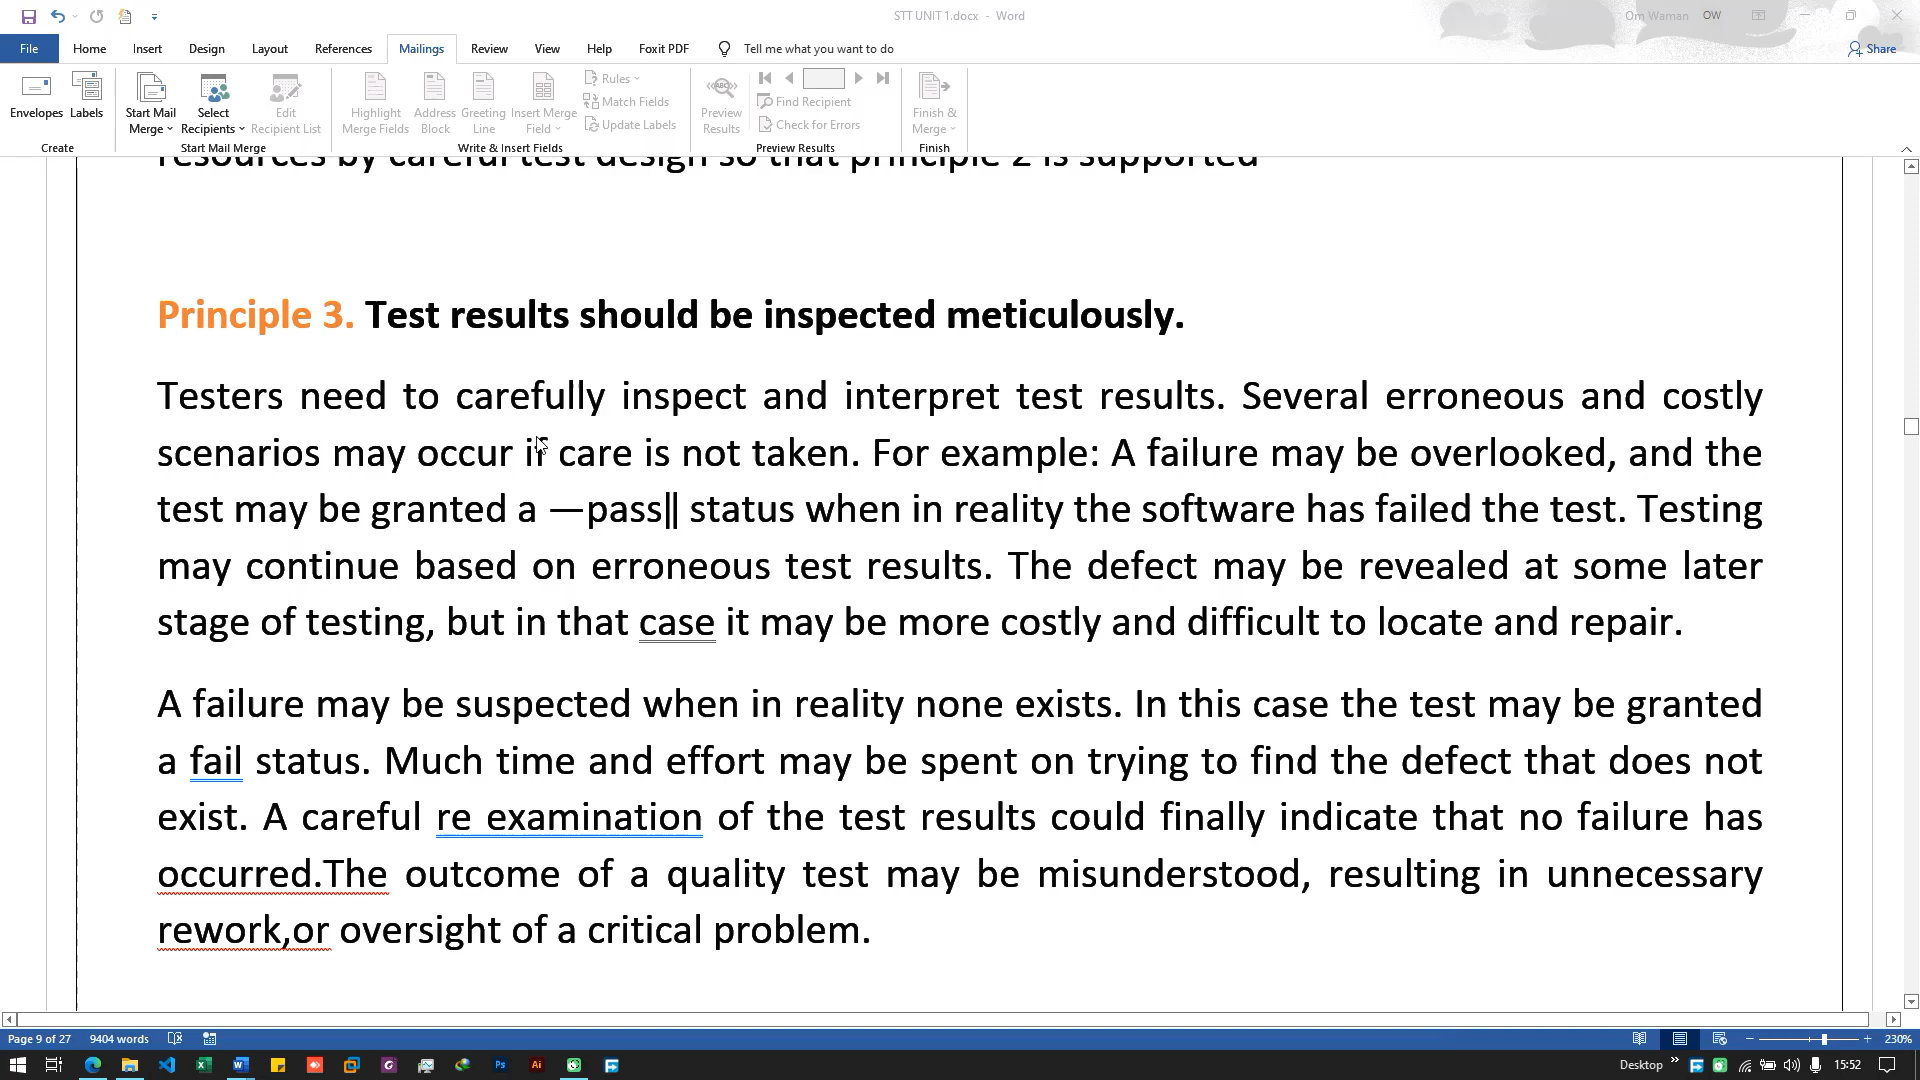 STT UNIT 1.docx - Word
Om Waman OW
File Home Insert Design Layout References Mailings Review View Help Foxit PDF Tell me what you want to do Share
Envelopes Labels
Start Mail Merge Select Recipients Edit Recipient List
Highlight Merge Fields Address Block Greeting Line Insert Merge Field
Rules
Match Fields
Update Labels
Preview Results
Find Recipient
Check for Errors
Finish & Merge
Create Start Mail Merge Write & Insert Fields Preview Results Finish
resources by careful test design so that principle 2 is supported
Principle 3. Test results should be inspected meticulously.
Testers need to carefully inspect and interpret test results. Several erroneous and costly
scenarios may occur if care is not taken. For example: A failure may be overlooked, and the
test may be granted a ―pass‖ status when in reality the software has failed the test. Testing
may continue based on erroneous test results. The defect may be revealed at some later
stage of testing, but in that case it may be more costly and difficult to locate and repair.
A failure may be suspected when in reality none exists. In this case the test may be granted
a fail status. Much time and effort may be spent on trying to find the defect that does not
exist. A careful re examination of the test results could finally indicate that no failure has
occurred.The outcome of a quality test may be misunderstood, resulting in unnecessary
rework,or oversight of a critical problem.
Page 9 of 27 9404 words 230%
Desktop 15:52